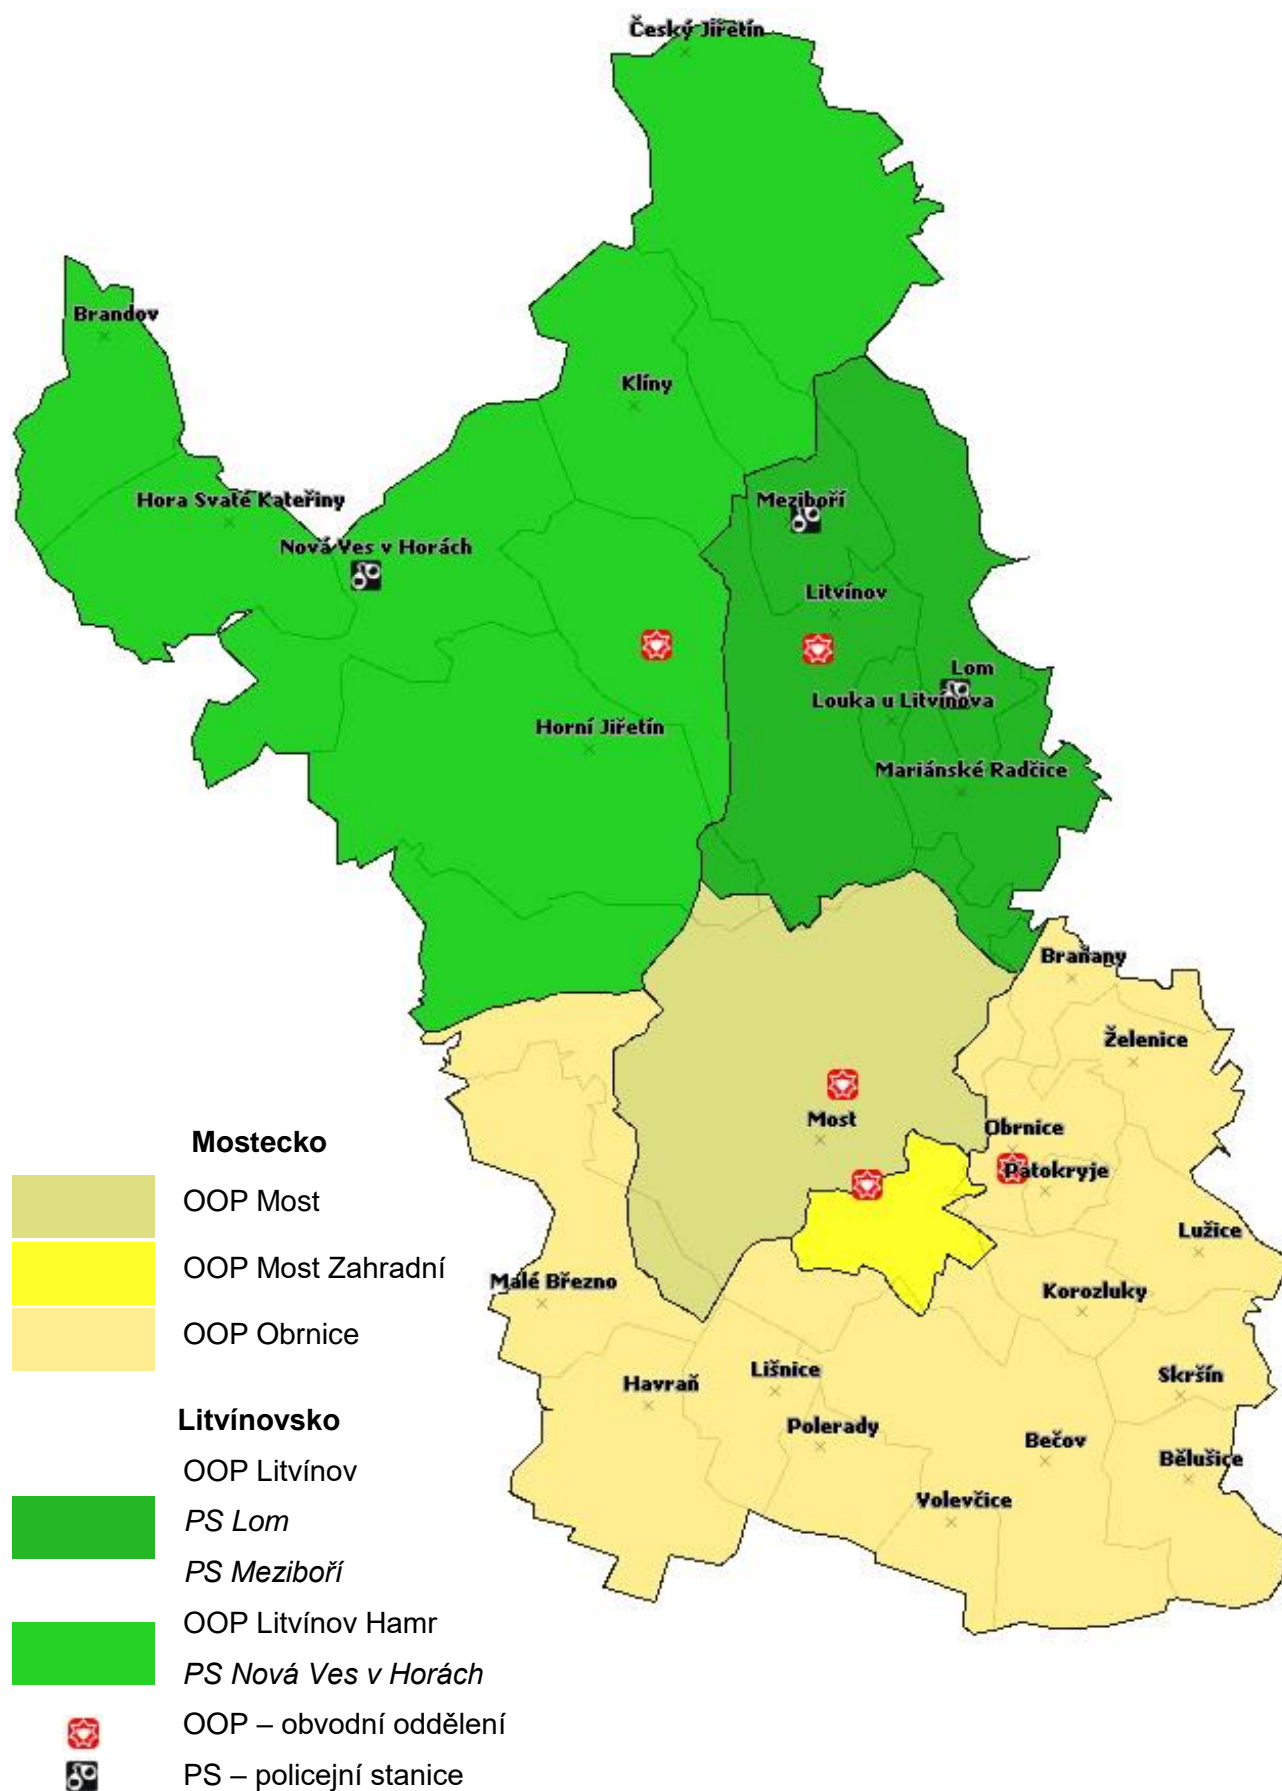 Český Jiřetín
Brandov
Klíny
Hora Svaté Kateřiny
Meziboří
Nová Ves v Horách
Litvínov
Lom
Louka u Litvínova
Horní Jiřetín
Mariánské Radčice
Braňany
Želenice
Most
Obrnice
Patokryje
Lužice
Malé Březno
Korozluky
Havraň
Lišnice
Skršín
Polerady
Bečov
Bělušice
Volevčice
Mostecko
OOP Most
OOP Most Zahradní
OOP Obrnice
Litvínovsko
OOP Litvínov
PS Lom
PS Meziboří
OOP Litvínov Hamr
PS Nová Ves v Horách
OOP – obvodní oddělení
PS – policejní stanice